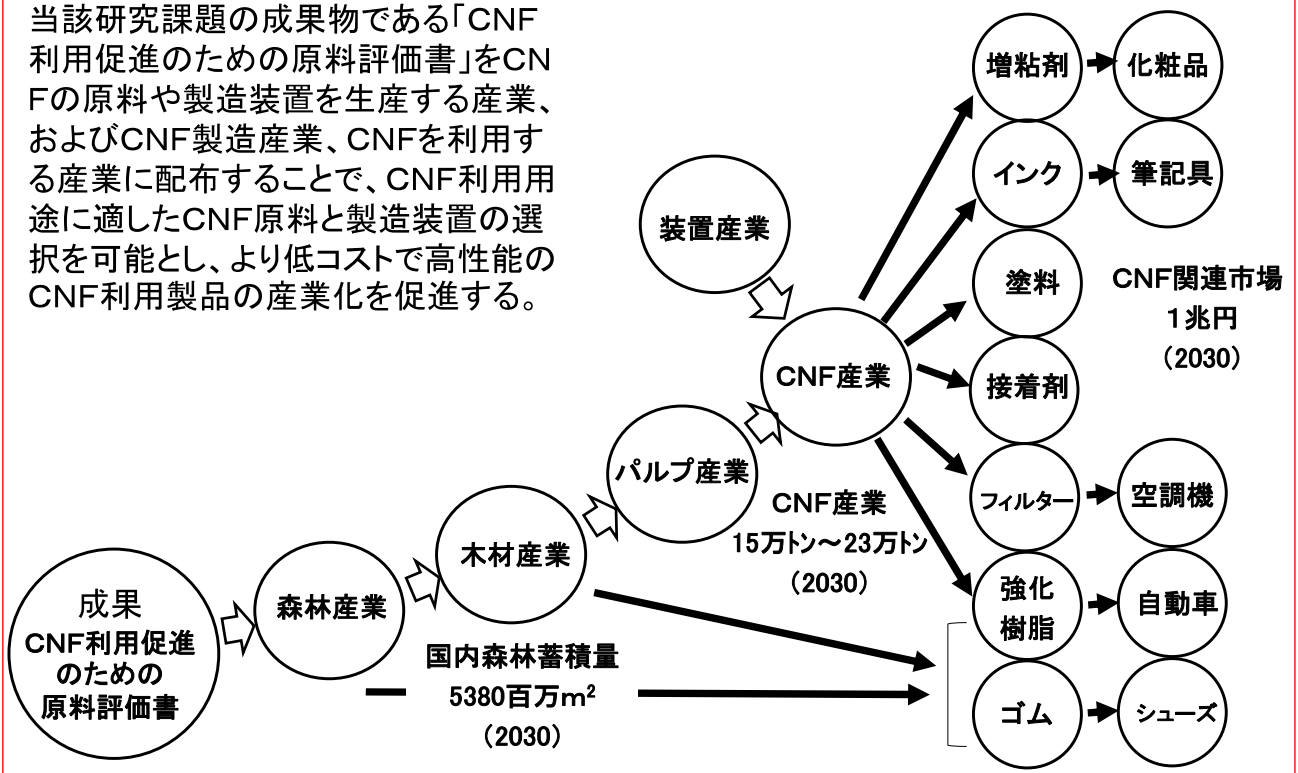 当該研究課題の成果物である「CNF
利用促進のための原料評価書」をCN
Fの原料や製造装置を生産する産業、
およびCNF製造産業、CNFを利用す
る産業に配布することで、CNF利用用
途に適したCNF原料と製造装置の選
択を可能とし、より低コストで高性能の
CNF利用製品の産業化を促進する。
増粘剤
化粧品
インク
筆記具
装置産業
塗料
CNF関連市場
1兆円
（2030）
CNF産業
接着剤
パルプ産業
CNF産業
15万トン～23万トン
（2030）
フィルター
空調機
木材産業
強化
樹脂
自動車
森林産業
成果
CNF利用促進
のための
原料評価書
国内森林蓄積量
5380百万m²
（2030）
ゴム
シューズ